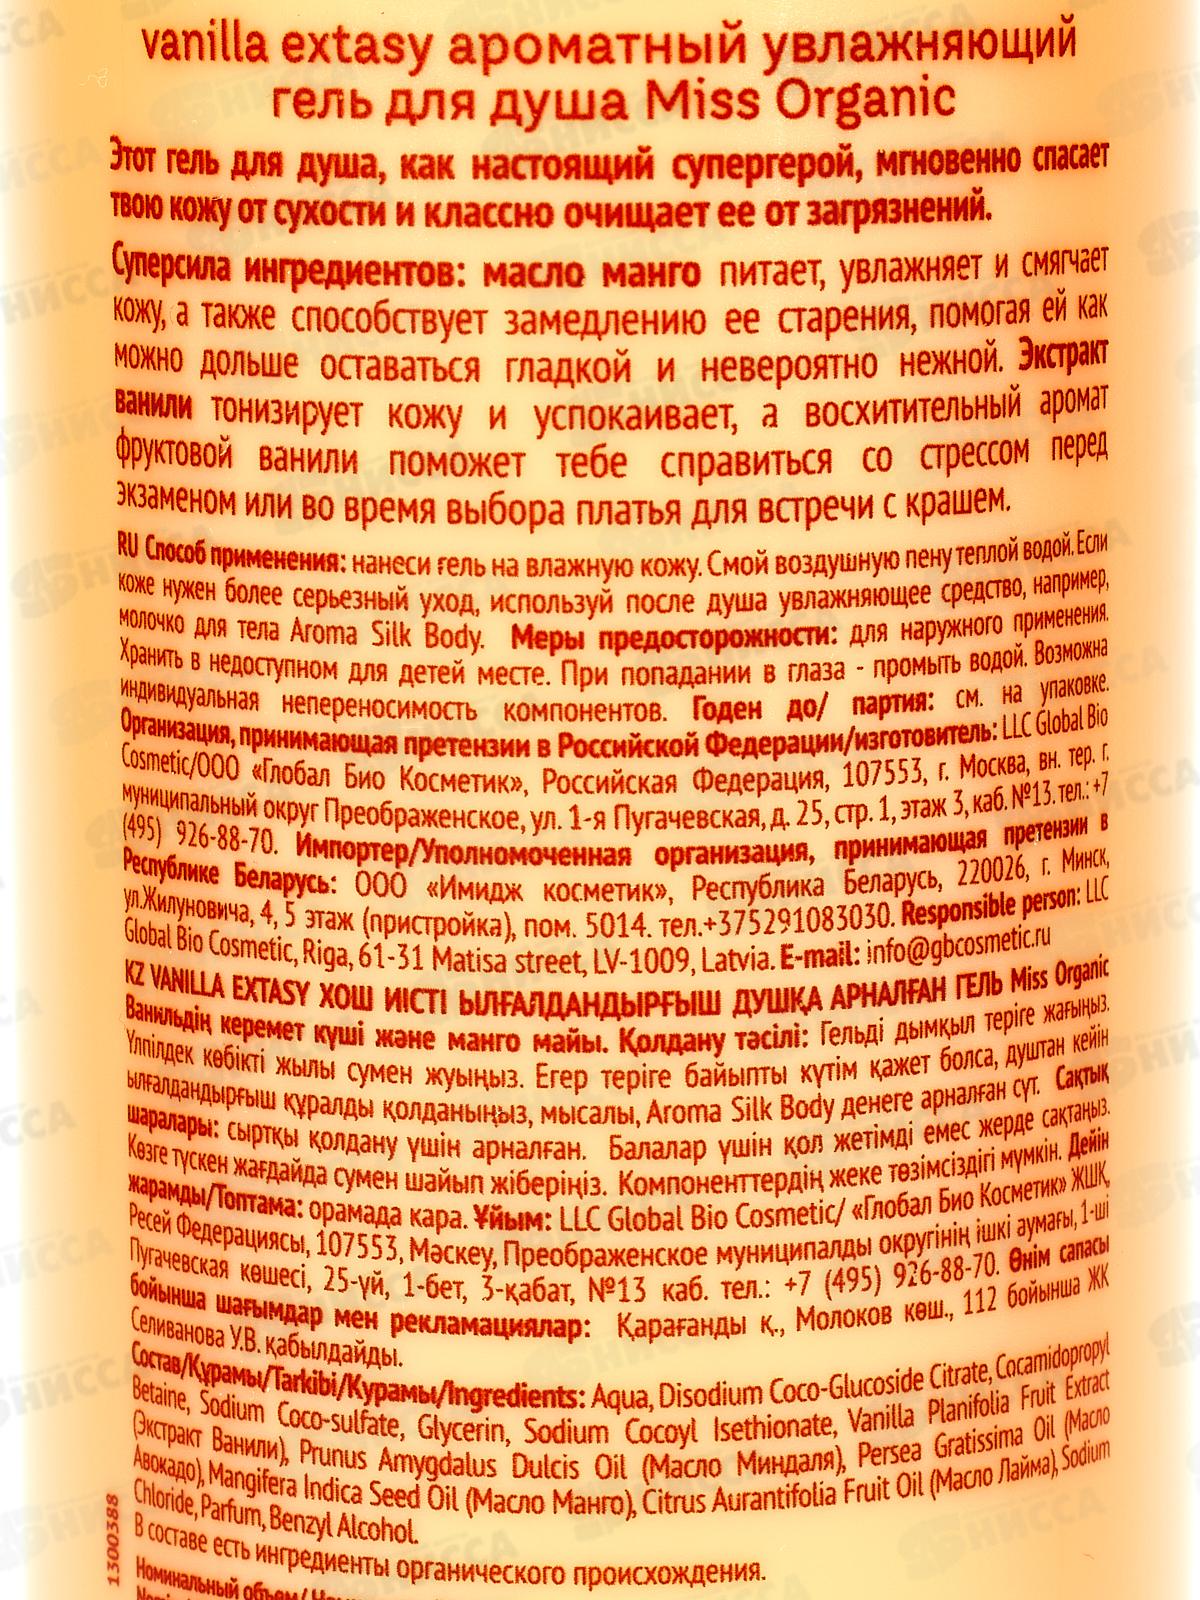 vanilla extasy ароматный увлажняющий
гель для душа Miss Organic
Этот гель для душа, как настоящий супергерой, мгновенно спасает
твою кожу от сухости и классно очищает ее от загрязнений.
Суперсила ингредиентов: масло манго питает, увлажняет и смягчает
кожу, а также способствует замедлению ее старения, помогая ей как
можно дольше оставаться гладкой и невероятно нежной. Экстракт
ванили тонизирует кожу и успокаивает, а восхитительный аромат
фруктовой ванили поможет тебе справиться со стрессом перед
экзаменом или во время выбора платья для встречи с крашем.
RU Способ применения: нанеси гель на влажную кожу. Смой воздушную пену теплой водой. Если
коже нужен более серьезный уход, используй после душа увлажняющее средство, например,
молочко для тела Aroma Silk Body. Меры предосторожности: для наружного применения.
Хранить в недоступном для детей месте. При попадании в глаза - промыть водой. Возможна
индивидуальная непереносимость компонентов. Годен до/ партия: см. на упаковке.
Организация, принимающая претензии в Российской Федерации/изготовитель: LLC Global Bio
Cosmetic/ООО «Глобал Био Косметик», Российская Федерация, 107553, г. Москва, вн. тер. г.
муниципальный округ Преображенское, ул. 1-я Пугачевская, д. 25, стр. 1, этаж 3, каб. №13. тел.: +7
(495) 926-88-70. Импортер/Уполномоченная организация, принимающая претензии в
Республике Беларусь: ООО «Имидж косметик», Республика Беларусь, 220026, г. Минск,
ул.Жилуновича, 4, 5 этаж (пристройка), пом. 5014. тел.+375291083030. Responsible person: LLC
Global Bio Cosmetic, Riga, 61-31 Matisa street, LV-1009, Latvia. E-mail: info@gbcosmetic.ru
KZ VANILLA EXTASY ХОШ ИІСТІ ЫЛҒАЛДАНДЫРҒЫШ ДУШҚА АРНАЛҒАН ГЕЛЬ Miss Organic
Ванильдің керемет күші және манго майы. Қолдану тәсілі: Гельді дымқыл теріге жағыңыз.
Үлпілдек көбікті жылы сумен жуыңыз. Егер теріге байыпты күтім қажет болса, душтан кейін
ылғалдандырғыш құралды қолданыңыз, мысалы, Aroma Silk Body денеге арналған сүт. Сақтық
шаралары: сыртқы қолдану үшін арналған. Балалар үшін қол жетімді емес жерде сақтаңыз.
Көзге түскен жағдайда сумен шайып жіберіңіз. Компоненттердің жеке төзімсіздігі мүмкін. Дейін
жарамды/Топтама: орамада кара. Ұйым: LLC Global Bio Cosmetic/ «Глобал Био Косметик» ЖШҚ,
Ресей Федерациясы, 107553, Мәскеу, Преображенское муниципалды округінің ішкі аумағы, 1-ші
Пугачевская көшесі, 25-үй, 1-бет, 3-қабат, №13 каб. тел.: +7 (495) 926-88-70. Өнім сапасы
бойынша шағымдар мен рекламациялар: Қарағанды қ., Молоков көш., 112 бойынша ЖК
Селиванова У.В. қабылдайды.
Состав/Құрамы/Tarkibi/Курамы/Ingredients: Aqua, Disodium Coco-Glucoside Citrate, Cocamidopropyl
Betaine, Sodium Coco-sulfate, Glycerin, Sodium Cocoyl Isethionate, Vanilla Planifolia Fruit Extract
(Экстракт Ванили), Prunus Amygdalus Dulcis Oil (Масло Миндаля), Persea Gratissima Oil (Масло
Авокадо), Mangifera Indica Seed Oil (Масло Манго), Citrus Aurantifolia Fruit Oil (Масло Лайма), Sodium
Chloride, Parfum, Benzyl Alcohol.
В составе есть ингредиенты органического происхождения.
Номинальный объем/
1300388